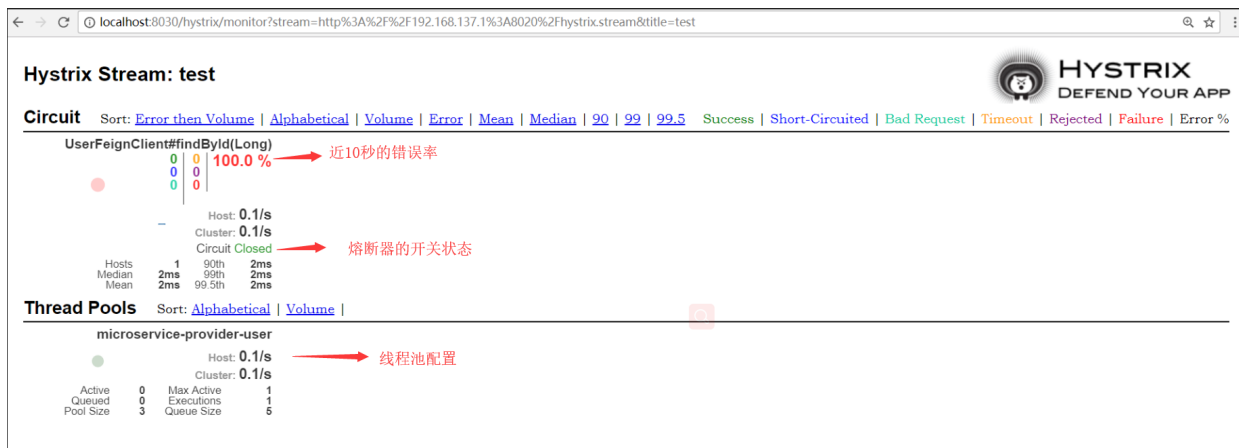 localhost:8030/hystrix/monitor?stream=http%3A%2F%2F192.168.137.1%3A8020%2Fhystrix.stream&title=test
Hystrix Stream: test
HYSTRIX
DEFEND YOUR APP
Circuit Sort: Error then Volume | Alphabetical | Volume | Error | Mean | Median | 90 | 99 | 99.5 Success | Short-Circuited | Bad Request | Timeout | Rejected | Failure | Error %
UserFeignClient#findById(Long)
0 0 100.0 % 近10秒的错误率
0 0
0 0
Host: 0.1/s
Cluster: 0.1/s
Circuit Closed 熔断器的开关状态
Hosts 1 90th 2ms
Median 2ms 99th 2ms
Mean 2ms 99.5th 2ms
Thread Pools Sort: Alphabetical | Volume |
microservice-provider-user
Host: 0.1/s 线程池配置
Cluster: 0.1/s
Active 0 Max Active 1
Queued 0 Executions 1
Pool Size 3 Queue Size 5